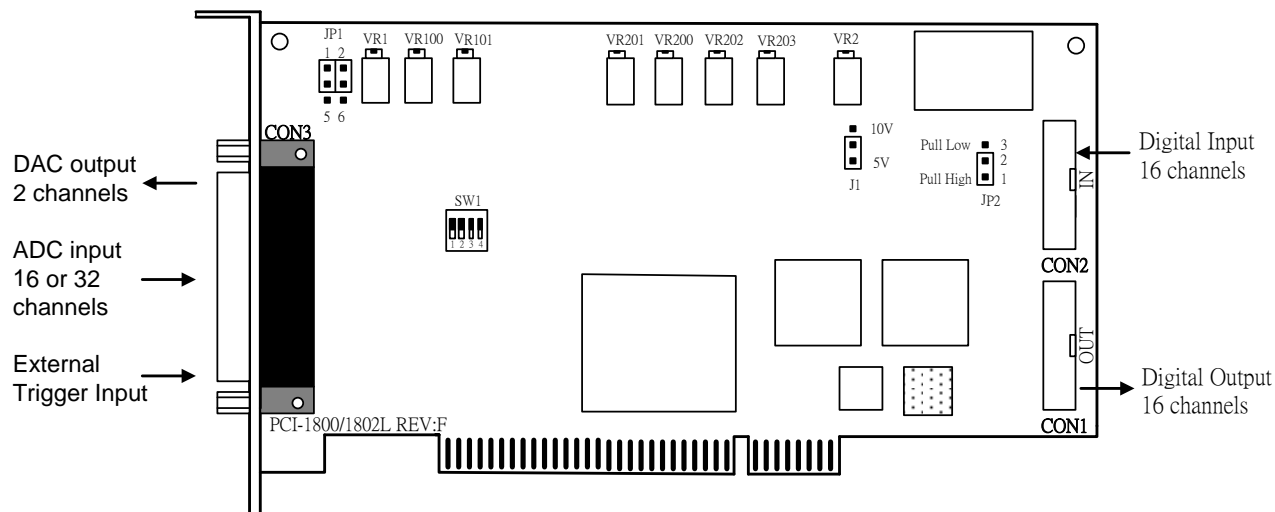 JP1
1 2
5 6
VR1
VR100
VR101
VR201
VR200
VR202
VR203
VR2
CON3
DAC output
2 channels
ADC input
16 or 32
channels
External
Trigger Input
SW1
1 2 3 4
10V
5V
J1
Pull Low
3
2
Pull High
1
JP2
IN
CON2
Digital Input
16 channels
OUT
CON1
Digital Output
16 channels
PCI-1800/1802L REV:F